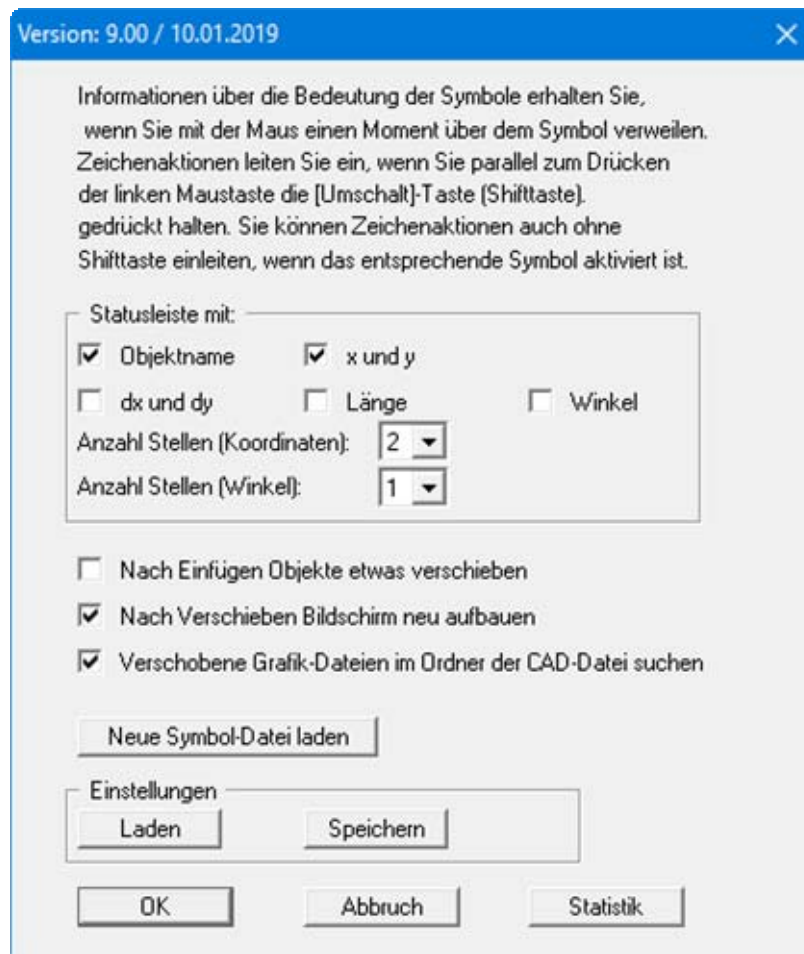 Version: 9.00 / 10.01.2019
Informationen über die Bedeutung der Symbole erhalten Sie,
wenn Sie mit der Maus einen Moment über dem Symbol verweilen.
Zeichenaktionen leiten Sie ein, wenn Sie parallel zum Drücken
der linken Maustaste die [Umschalt]-Taste (Shifttaste).
gedrückt halten. Sie können Zeichenaktionen auch ohne
Shifttaste einleiten, wenn das entsprechende Symbol aktiviert ist.
Statusleiste mit:
Objektname x und y
dx und dy Länge Winkel
Anzahl Stellen (Koordinaten): 2
Anzahl Stellen (Winkel): 1
Nach Einfügen Objekte etwas verschieben
Nach Verschieben Bildschirm neu aufbauen
Verschobene Grafik-Dateien im Ordner der CAD-Datei suchen
Neue Symbol-Datei laden
Einstellungen
Laden Speichern
OK Abbruch Statistik